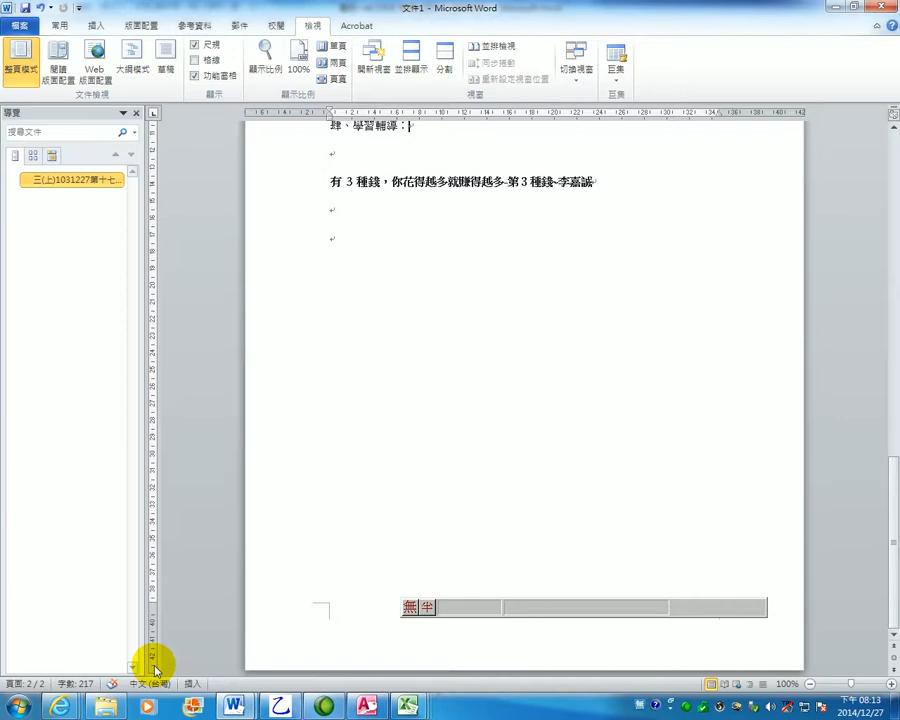 文件1 - Microsoft Word
檔案 常用 插入 版面配置 參考資料 郵件 校閱 檢視 Acrobat
整頁模式 閱讀版面配置 Web 版面配置 大綱模式 草稿
尺規
格線
功能窗格
顯示比例 100%
單頁
兩頁
頁寬
開新視窗 並排顯示 分割
並排檢視
同步捲動
重新設定視窗位置
切換視窗 巨集
文件檢視 顯示 顯示比例 視窗 巨集
導覽
搜尋文件
三(上)1031227第十七...
肆、學習輔導：
有 3 種錢，你花得越多就賺得越多-第 3 種錢-李嘉誠
無 半
頁面: 2 / 2 字數: 217 中文 (台灣) 插入 100%
下午 08:13
2014/12/27